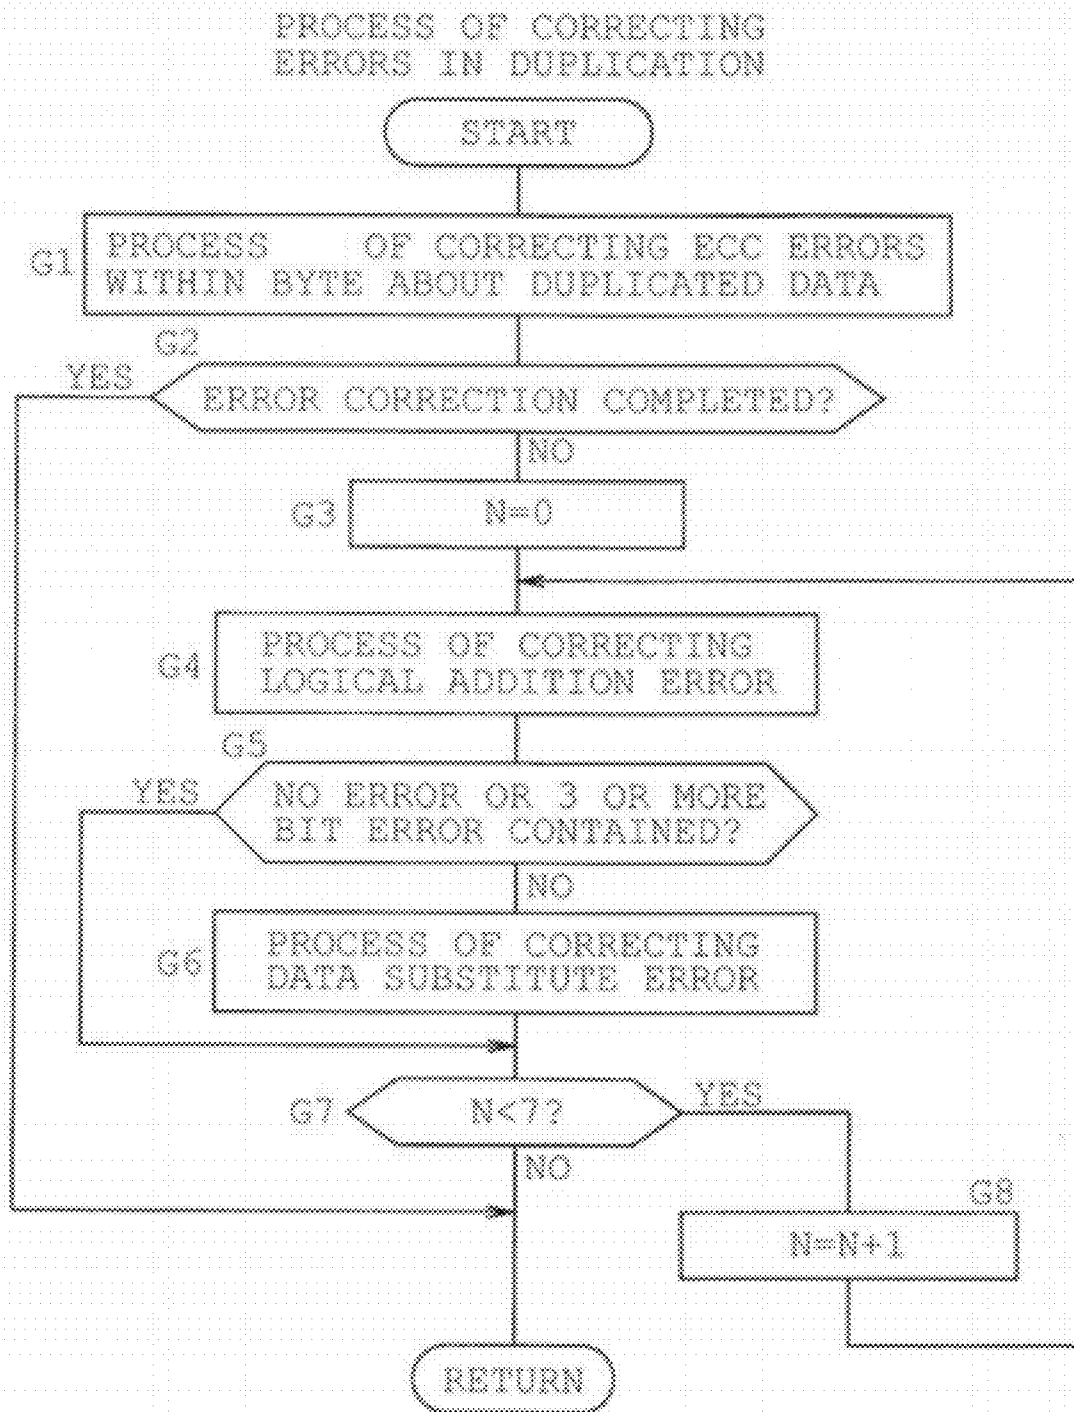 PROCESS OF CORRECTING
ERRORS IN DUPLICATION
START
G1
PROCESS OF CORRECTING ECC ERRORS
WITHIN BYTE ABOUT DUPLICATED DATA
G2
YES
ERROR CORRECTION COMPLETED?
NO
G3
N=0
G4
PROCESS OF CORRECTING
LOGICAL ADDITION ERROR
G5
YES
NO ERROR OR 3 OR MORE
BIT ERROR CONTAINED?
NO
G6
PROCESS OF CORRECTING
DATA SUBSTITUTE ERROR
G7
N<7?
YES
NO
G8
N=N+1
RETURN